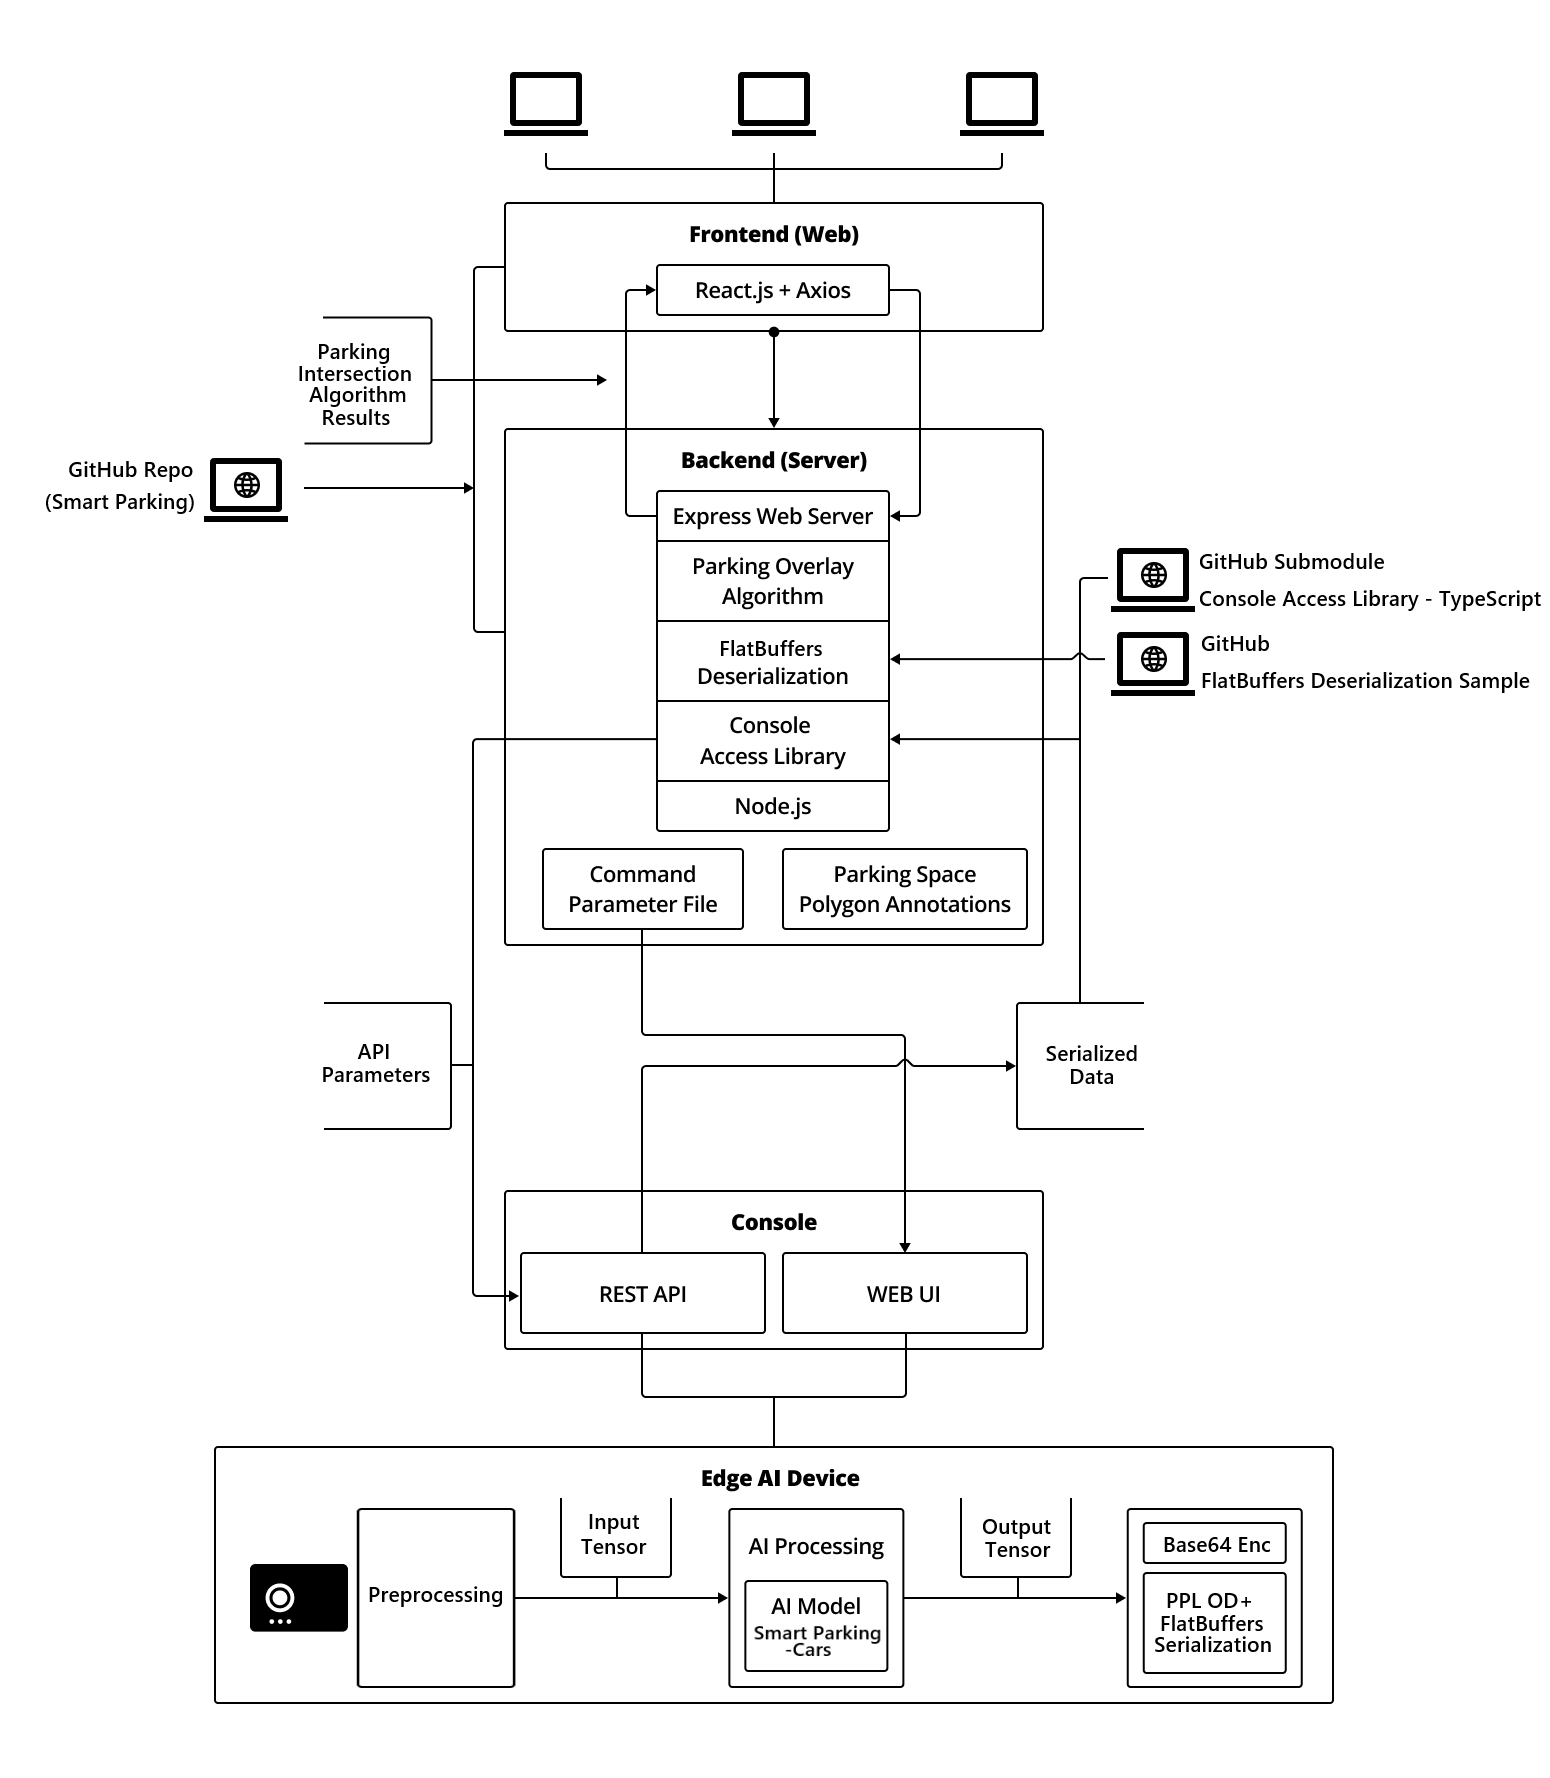 Frontend (Web)
React.js + Axios
Parking
Intersection
Algorithm
Results
GitHub Repo
(Smart Parking)
Backend (Server)
Express Web Server
Parking Overlay
Algorithm
FlatBuffers
Deserialization
Console
Access Library
Node.js
GitHub Submodule
Console Access Library - TypeScript
GitHub
FlatBuffers Deserialization Sample
Command
Parameter File
Parking Space
Polygon Annotations
API
Parameters
Serialized
Data
Console
REST API
WEB UI
Edge AI Device
Preprocessing
Input
Tensor
AI Processing
AI Model
Smart Parking
-Cars
Output
Tensor
Base64 Enc
PPL OD+
FlatBuffers
Serialization